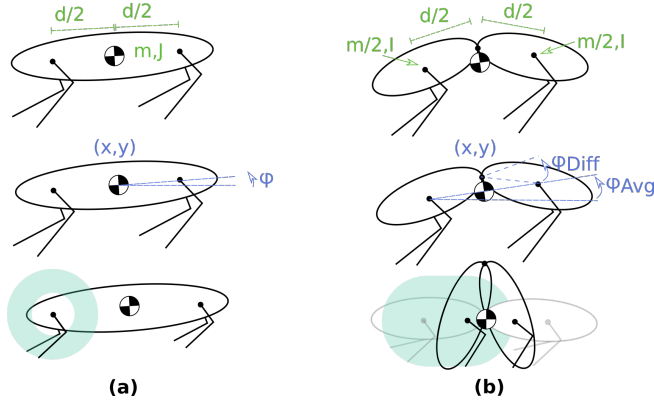 d/2 d/2
m,J
(x,y)
φ
(a)
d/2 d/2
m/2,I m/2,I
(x,y)
φDiff
φAvg
(b)